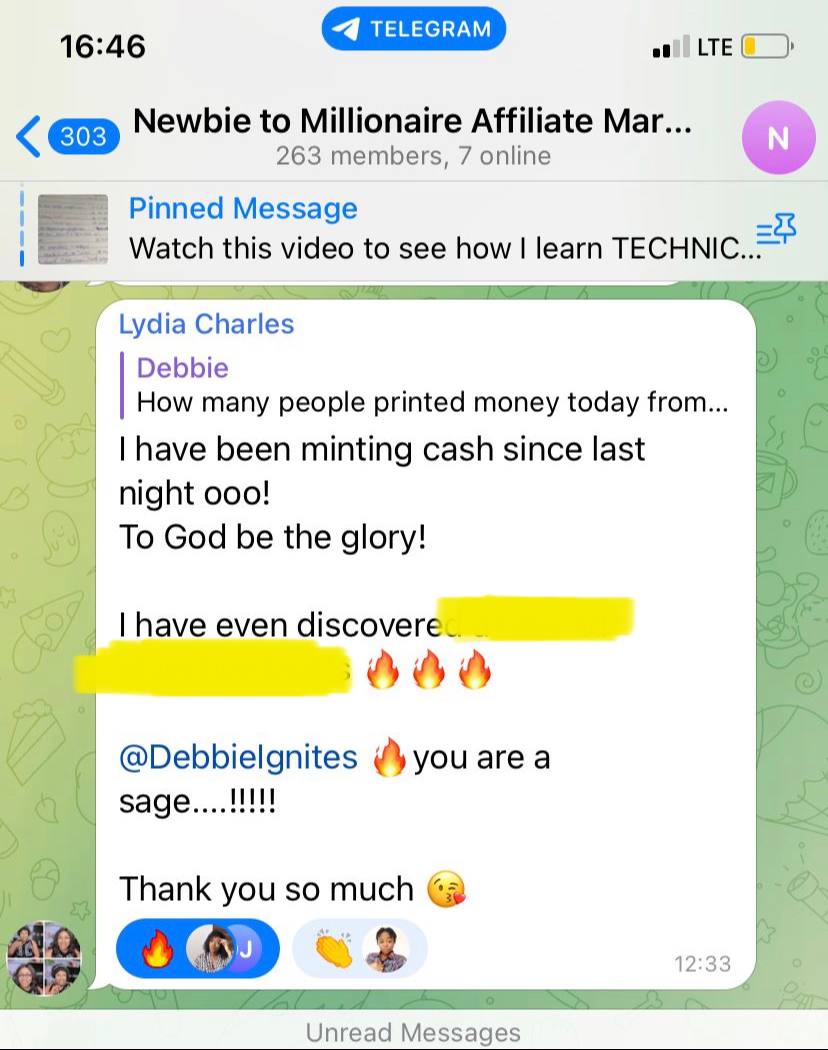 16:46
TELEGRAM
LTE
303
Newbie to Millionaire Affiliate Mar...
263 members, 7 online
N
Pinned Message
Watch this video to see how I learn TECHNIC...
Lydia Charles
Debbie
How many people printed money today from...
I have been minting cash since last
night ooo!
To God be the glory!
I have even discovered
🔥🔥🔥
@DebbieIgnites 🔥you are a
sage....!!!!!
Thank you so much 😘
🔥 J 👏
12:33
Unread Messages